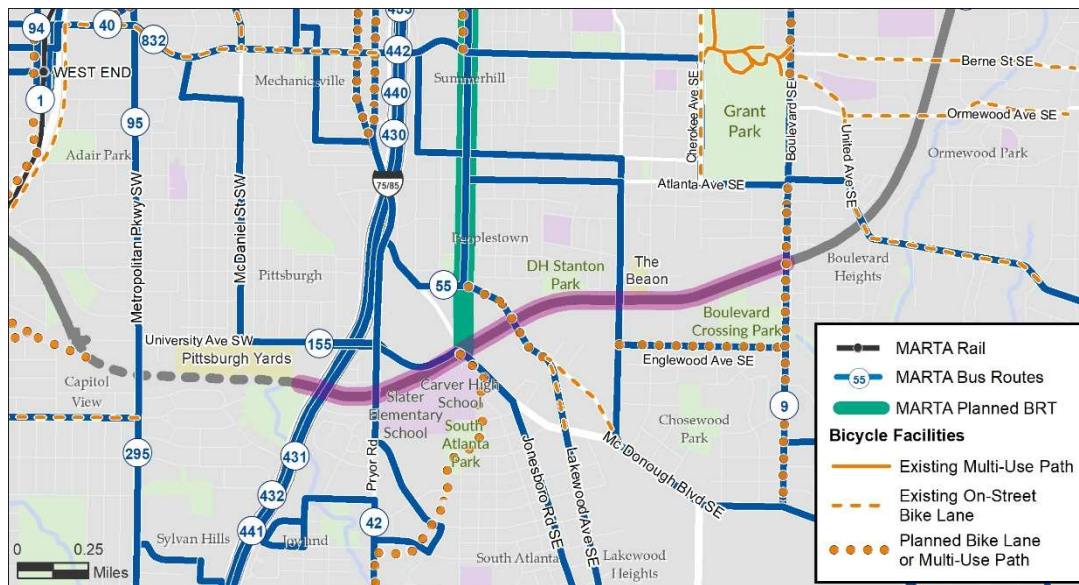 455
94
40
832
442
WEST END
Mechanicsville
Summerhill
Berne St SE
1
440
Cherokee Ave SE
Grant
Park
Boulevard SE
Ormewood Ave SE
95
430
United Ave SE
Adair Park
Ormewood Park
75/85
Atlanta Ave SE
Metropolitan Pkwy SW
McDaniel St SW
Peoplestown
Pittsburgh
DH Stanton
Park
The
Beaon
Boulevard
Heights
55
Boulevard
Crossing Park
University Ave SW
155
Pittsburgh Yards
Englewood Ave SE
Capitol
View
Carver High
School
Slater
Elementary
School
South
Atlanta
Park
9
Chosewood
Park
Pryor Rd
Jonesboro Rd SE
Lakewood Ave SE
Mc Donough Blvd SE
295
431
432
441
42
Sylvan Hills
Joyland
South Atlanta
Lakewood
Heights
0
0.25
Miles
MARTA Rail
55
MARTA Bus Routes
MARTA Planned BRT
Bicycle Facilities
Existing Multi-Use Path
Existing On-Street
Bike Lane
Planned Bike Lane
or Multi-Use Path